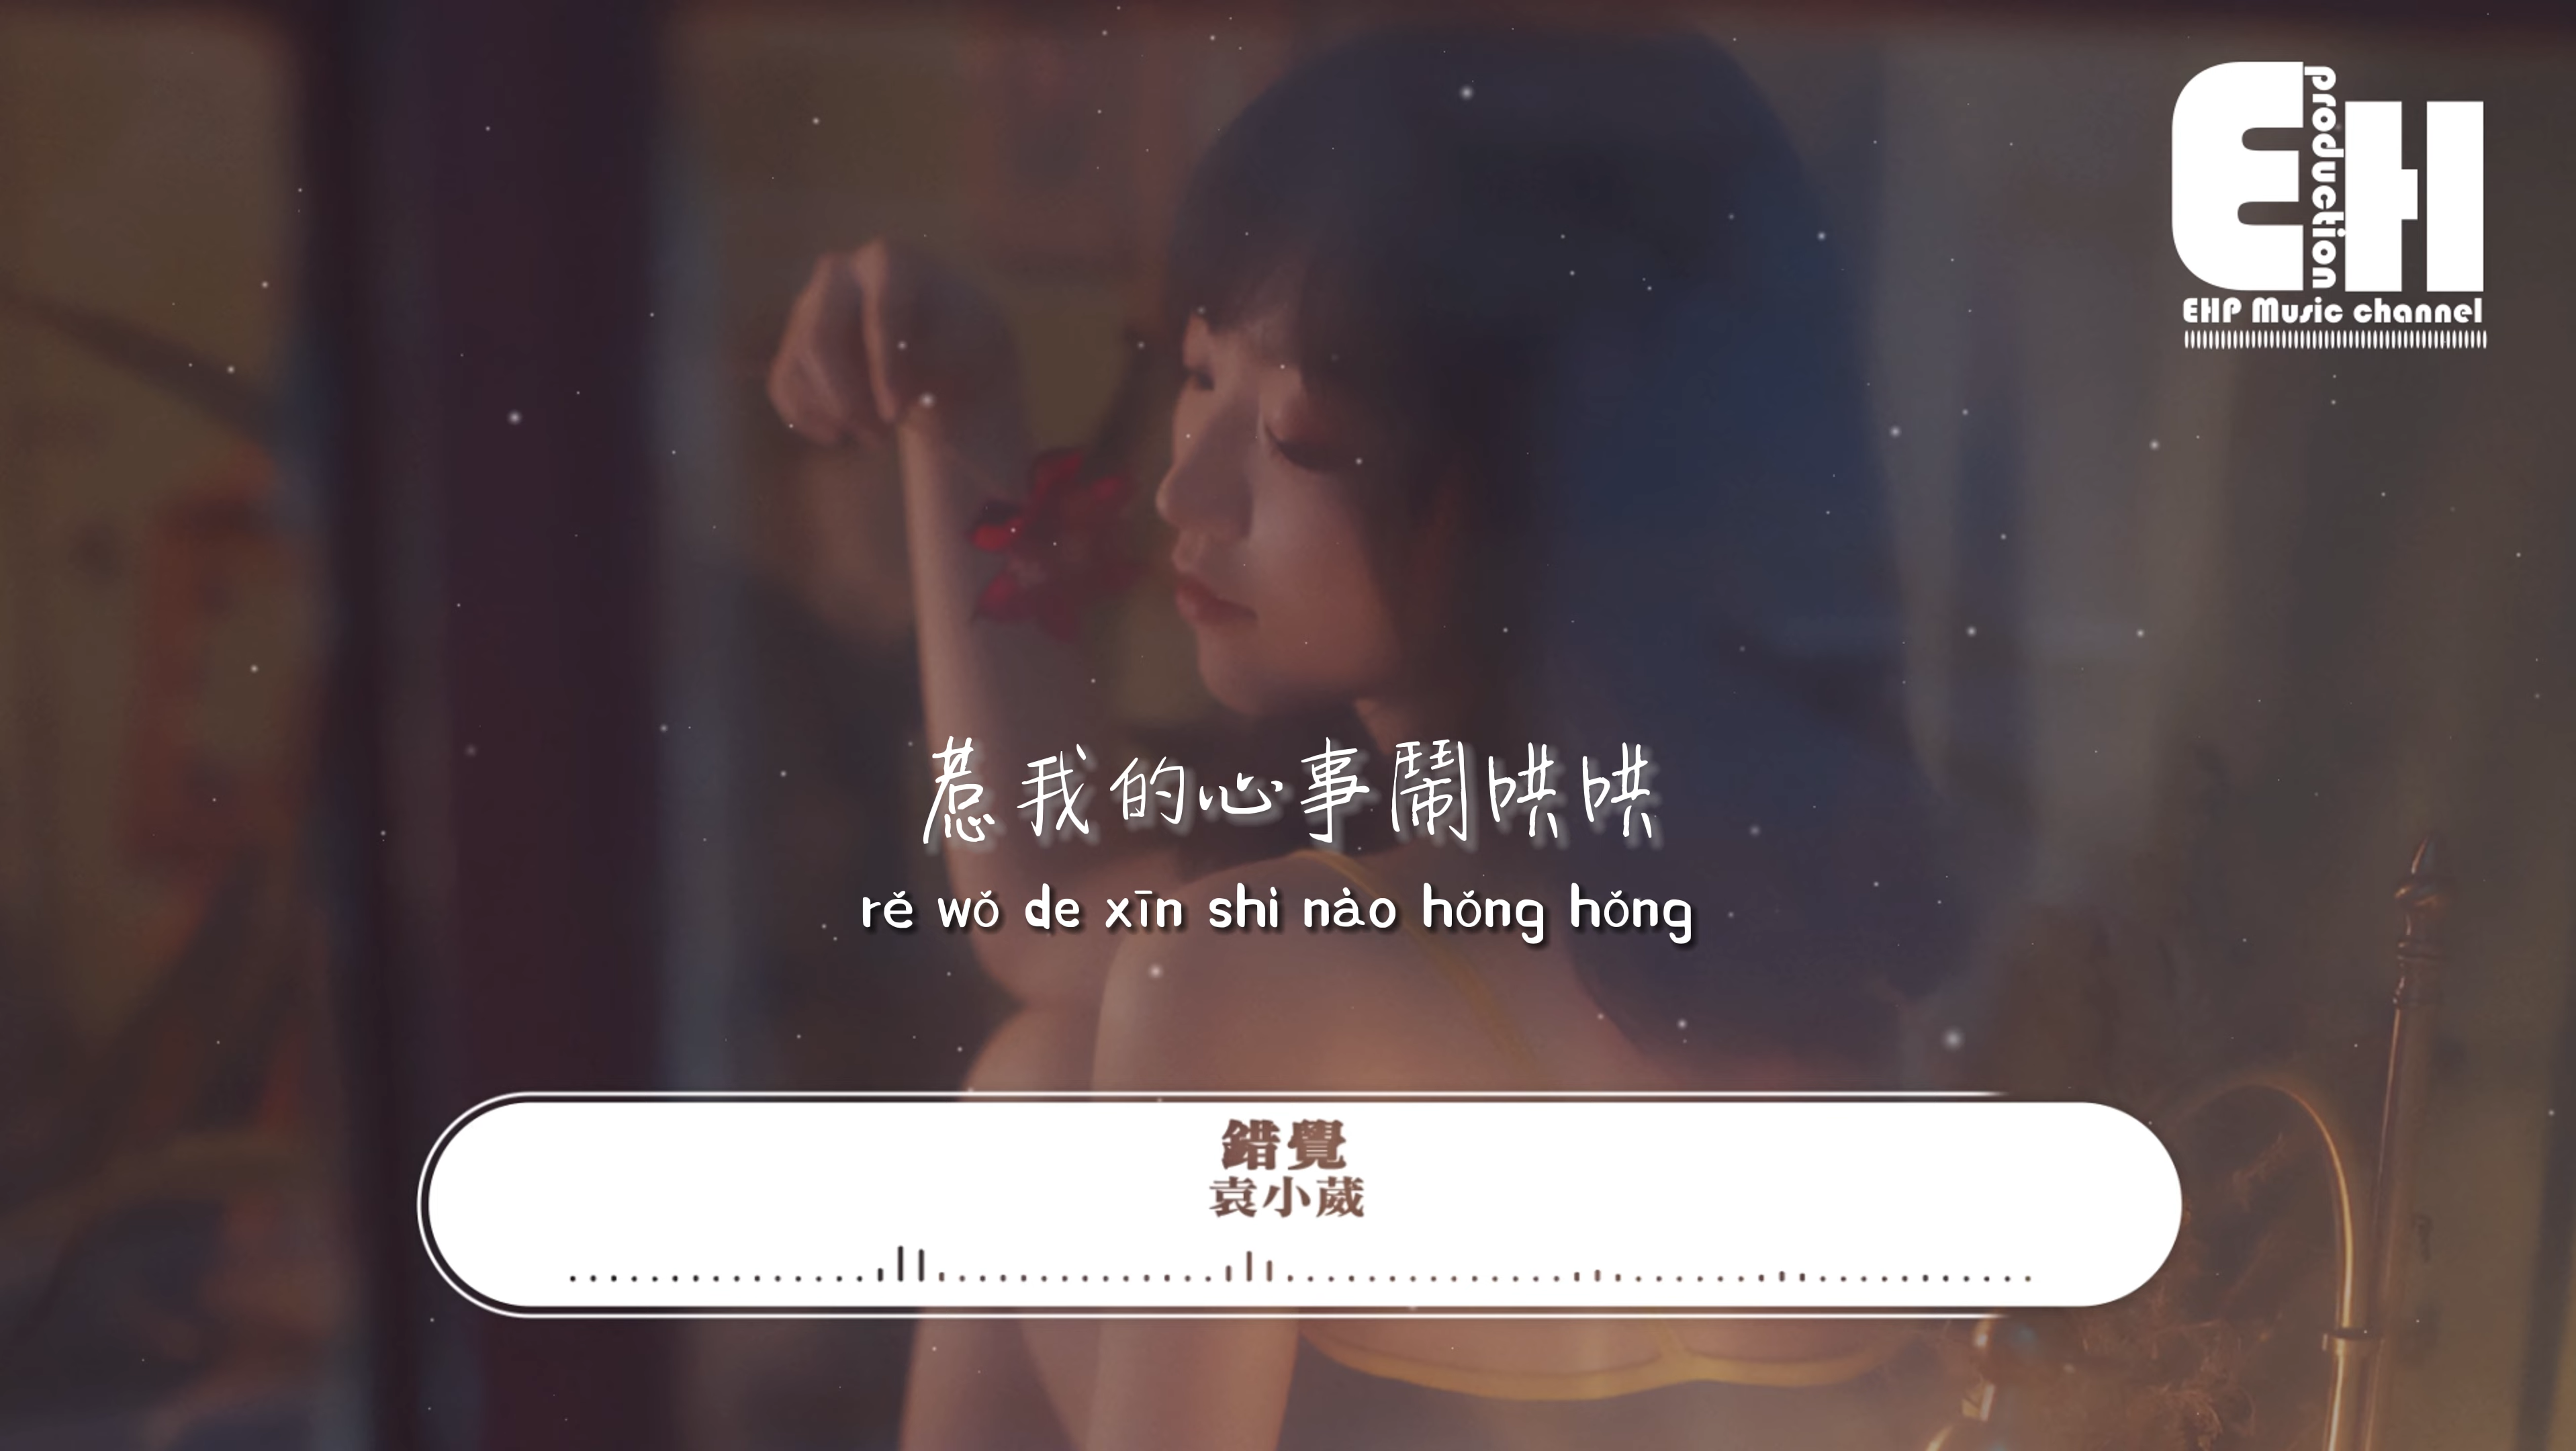 EH
production
EHP Music channel
惹我的心事鬧哄哄
rě wǒ de xīn shi nào hǒng hǒng
錯覺
袁小葳